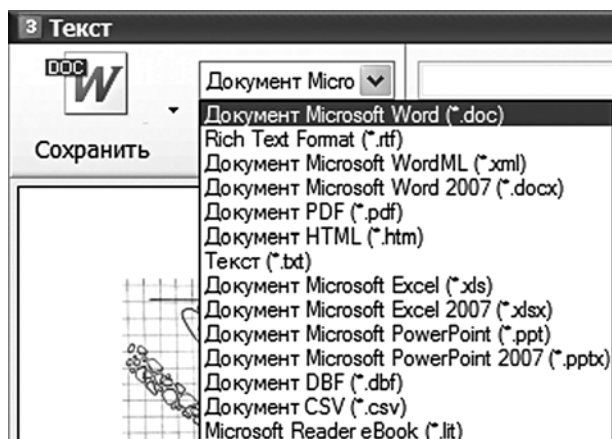 3 Текст
DOC W
Документ Micro
Сохранить
Документ Microsoft Word (*.doc)
Rich Text Format (*.rtf)
Документ Microsoft WordML (*.xml)
Документ Microsoft Word 2007 (*.docx)
Документ PDF (*.pdf)
Документ HTML (*.htm)
Текст (*.txt)
Документ Microsoft Excel (*.xls)
Документ Microsoft Excel 2007 (*.xlsx)
Документ Microsoft PowerPoint (*.ppt)
Документ Microsoft PowerPoint 2007 (*.pptx)
Документ DBF (*.dbf)
Документ CSV (*.csv)
Microsoft Reader eBook (*.lit)